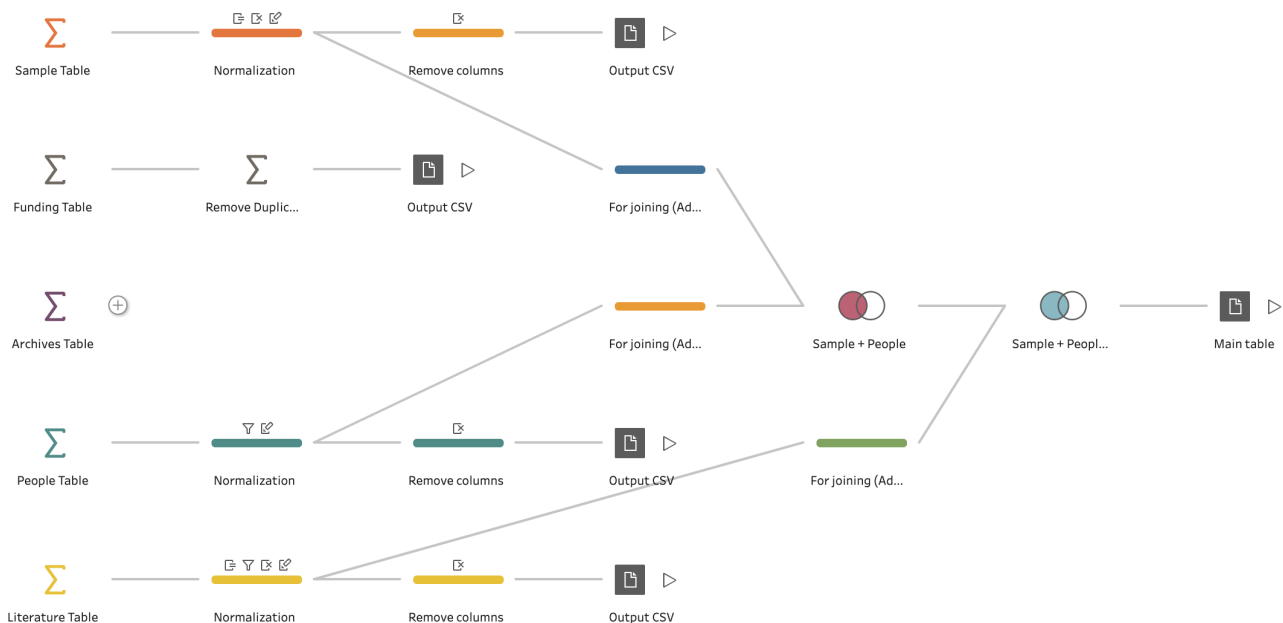 Sample Table
Normalization
Remove columns
Output CSV
Funding Table
Remove Duplic...
Output CSV
For joining (Ad...
Archives Table
For joining (Ad...
Sample + People
Sample + Peopl...
Main table
People Table
Normalization
Remove columns
Output CSV
For joining (Ad...
Literature Table
Normalization
Remove columns
Output CSV